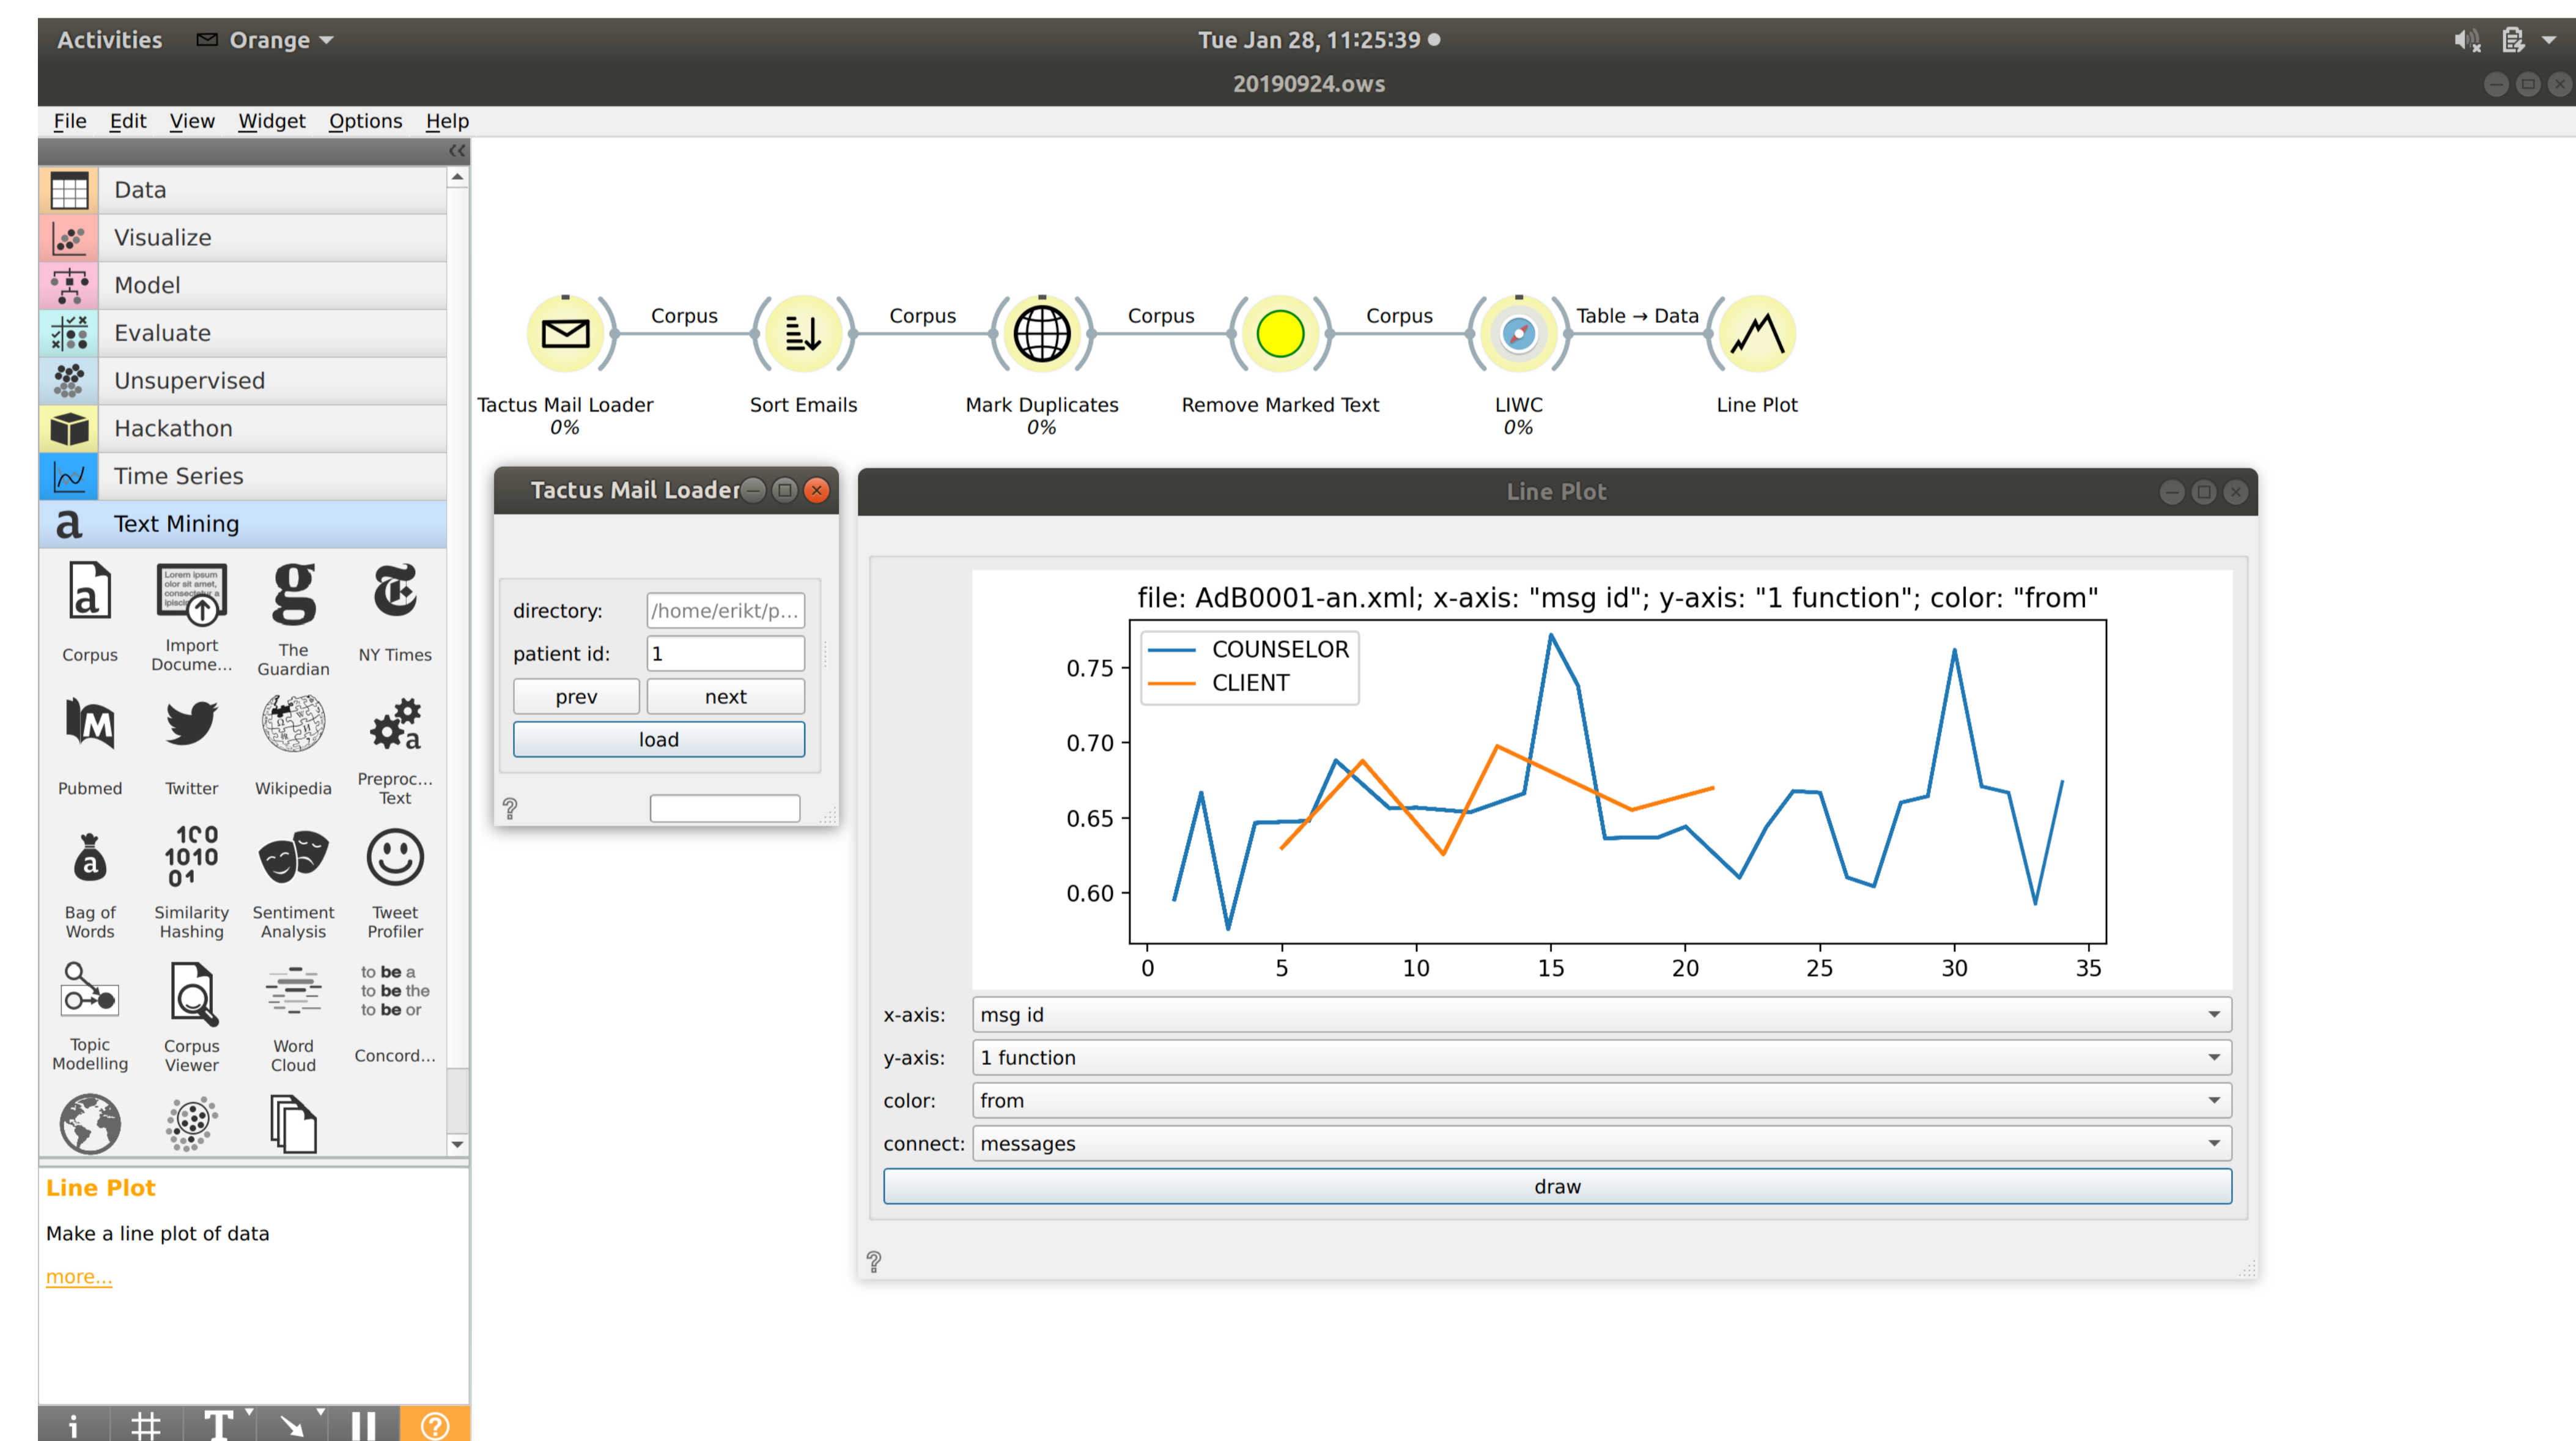 Activities Orange Tue Jan 28, 11:25:39
20190924.ows
File Edit View Widget Options Help
Data
Visualize
Model
Evaluate
Unsupervised
Hackathon
Time Series
a Text Mining
Corpus
Import Docume...
The Guardian
NY Times
Pubmed
Twitter
Wikipedia
Preproc... Text
100
1010
01
Bag of Words
Similarity Hashing
Sentiment Analysis
Tweet Profiler
to be a
to be the
to be or
Topic Modelling
Corpus Viewer
Word Cloud
Concord...
Line Plot
Make a line plot of data
more...
Corpus Corpus Corpus Corpus Table → Data
Tactus Mail Loader Sort Emails Mark Duplicates Remove Marked Text LIWC Line Plot
0% 0% 0%
Tactus Mail Loader
directory: /home/erikt/p...
patient id: 1
prev next
load
?
Line Plot
file: AdB0001-an.xml; x-axis: "msg id"; y-axis: "1 function"; color: "from"
COUNSELOR
CLIENT
0.75
0.70
0.65
0.60
0 5 10 15 20 25 30 35
x-axis: msg id
y-axis: 1 function
color: from
connect: messages
draw
?